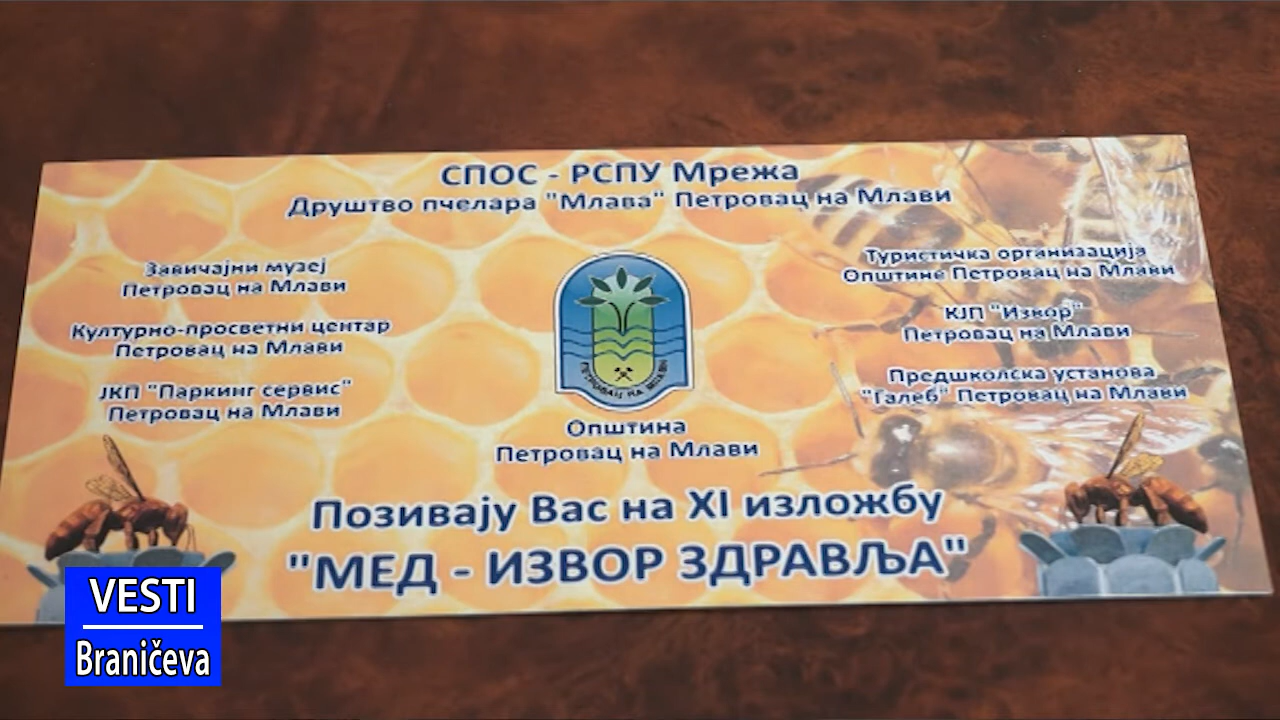 СПОС - РСПУ Мрежа
Друштво пчелара "Млава" Петровац на Млави
Завичајни музеј
Петровац на Млави
Културно-просветни центар
Петровац на Млави
ЈКП "Паркинг сервис"
Петровац на Млави
ПЕТРОВАЦ НА МЛАВИ
Општина
Петровац на Млави
Туристичка организација
Општине Петровац на Млави
КЈП "Извор"
Петровац на Млави
Предшколска установа
"Галеб" Петровац на Млави
Позивају Вас на XI изложбу
"МЕД - ИЗВОР ЗДРАВЉА"
VESTI
Braničeva